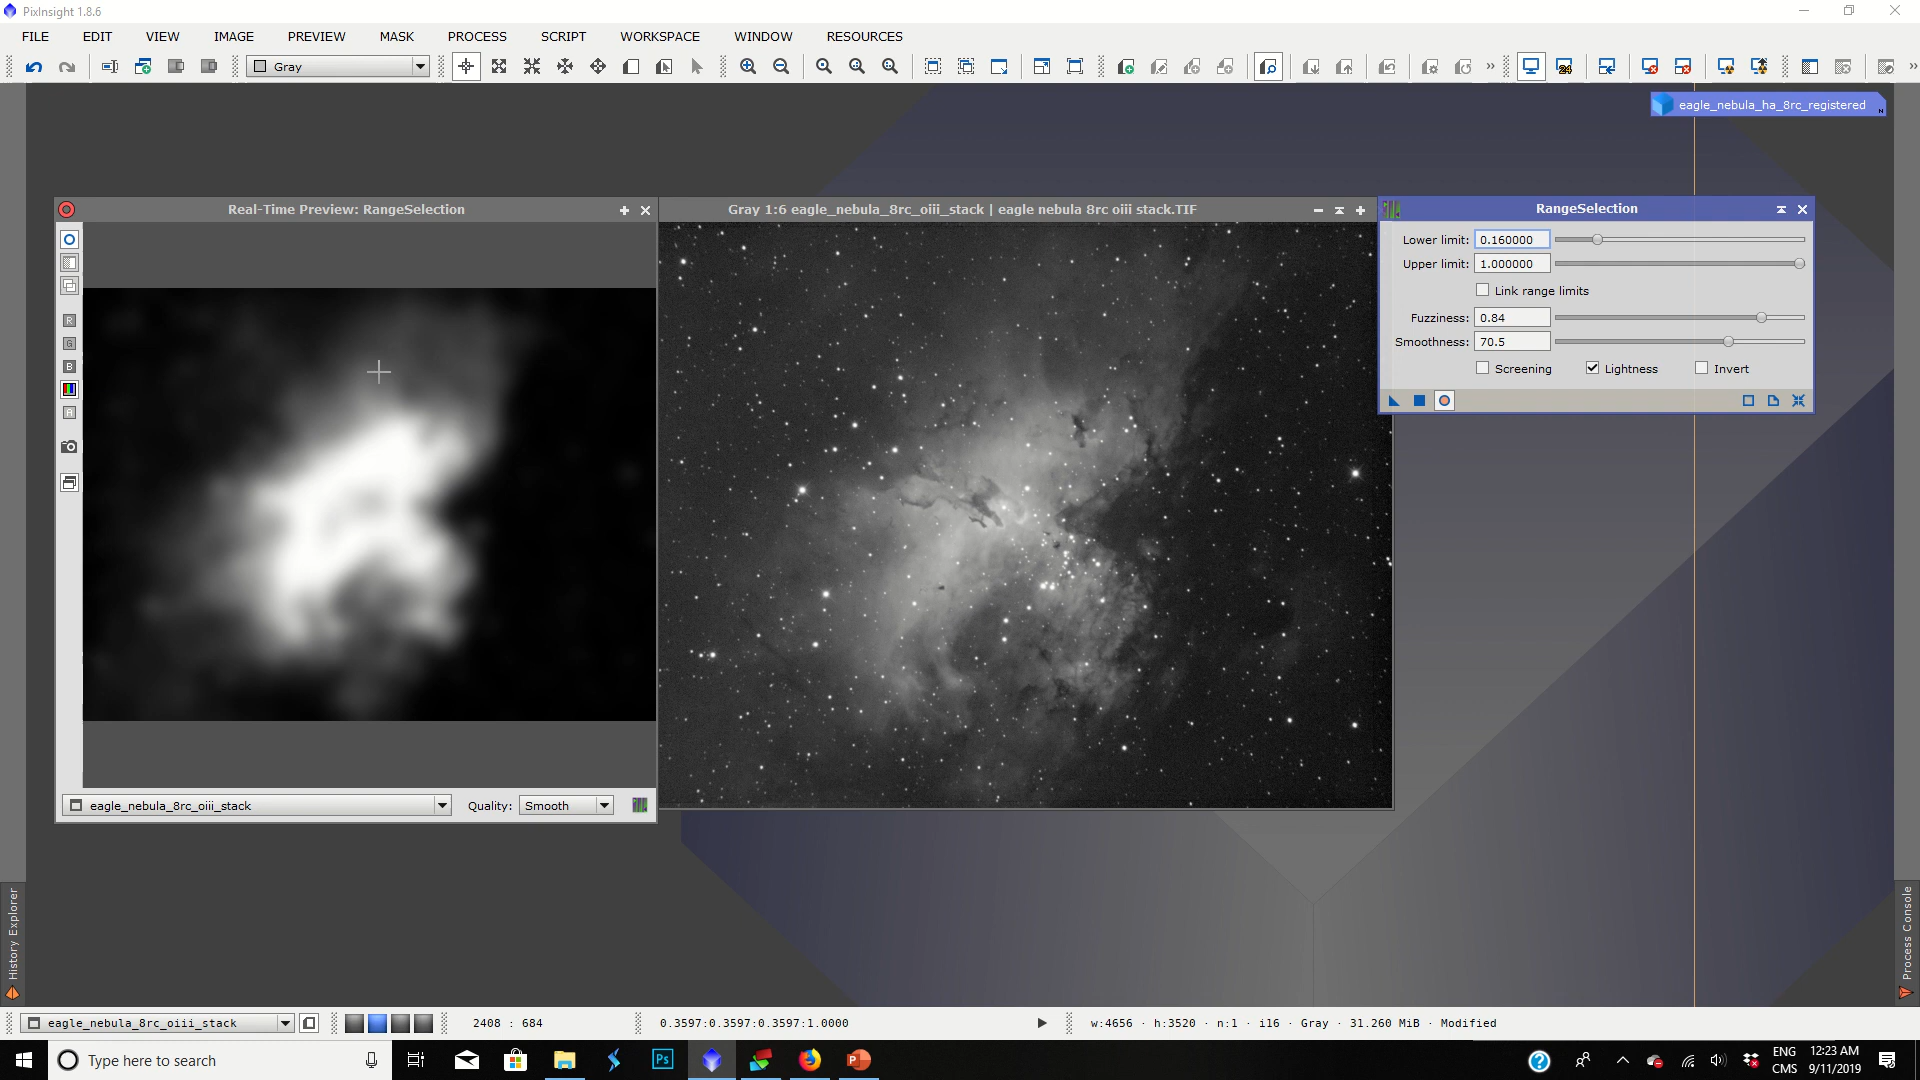 PixInsight 1.8.6
FILE EDIT VIEW IMAGE PREVIEW MASK PROCESS SCRIPT WORKSPACE WINDOW RESOURCES
Gray
24
eagle_nebula_ha_8rc_registered
N
Real-Time Preview: RangeSelection
Gray 1:6 eagle_nebula_8rc_oiii_stack | eagle nebula 8rc oiii stack.TIF
RangeSelection
Lower limit: 0.160000
Upper limit: 1.000000
Link range limits
Fuzziness: 0.84
Smoothness: 70.5
Screening Lightness Invert
R
G
B
A
eagle_nebula_8rc_oiii_stack Quality: Smooth
History Explorer
Process Console
eagle_nebula_8rc_oiii_stack 2408 : 684 0.3597:0.3597:0.3597:1.0000 w:4656 · h:3520 · n:1 · i16 · Gray · 31.260 MiB · Modified
Type here to search
Ps
P
ENG
CMS
12:23 AM
9/11/2019